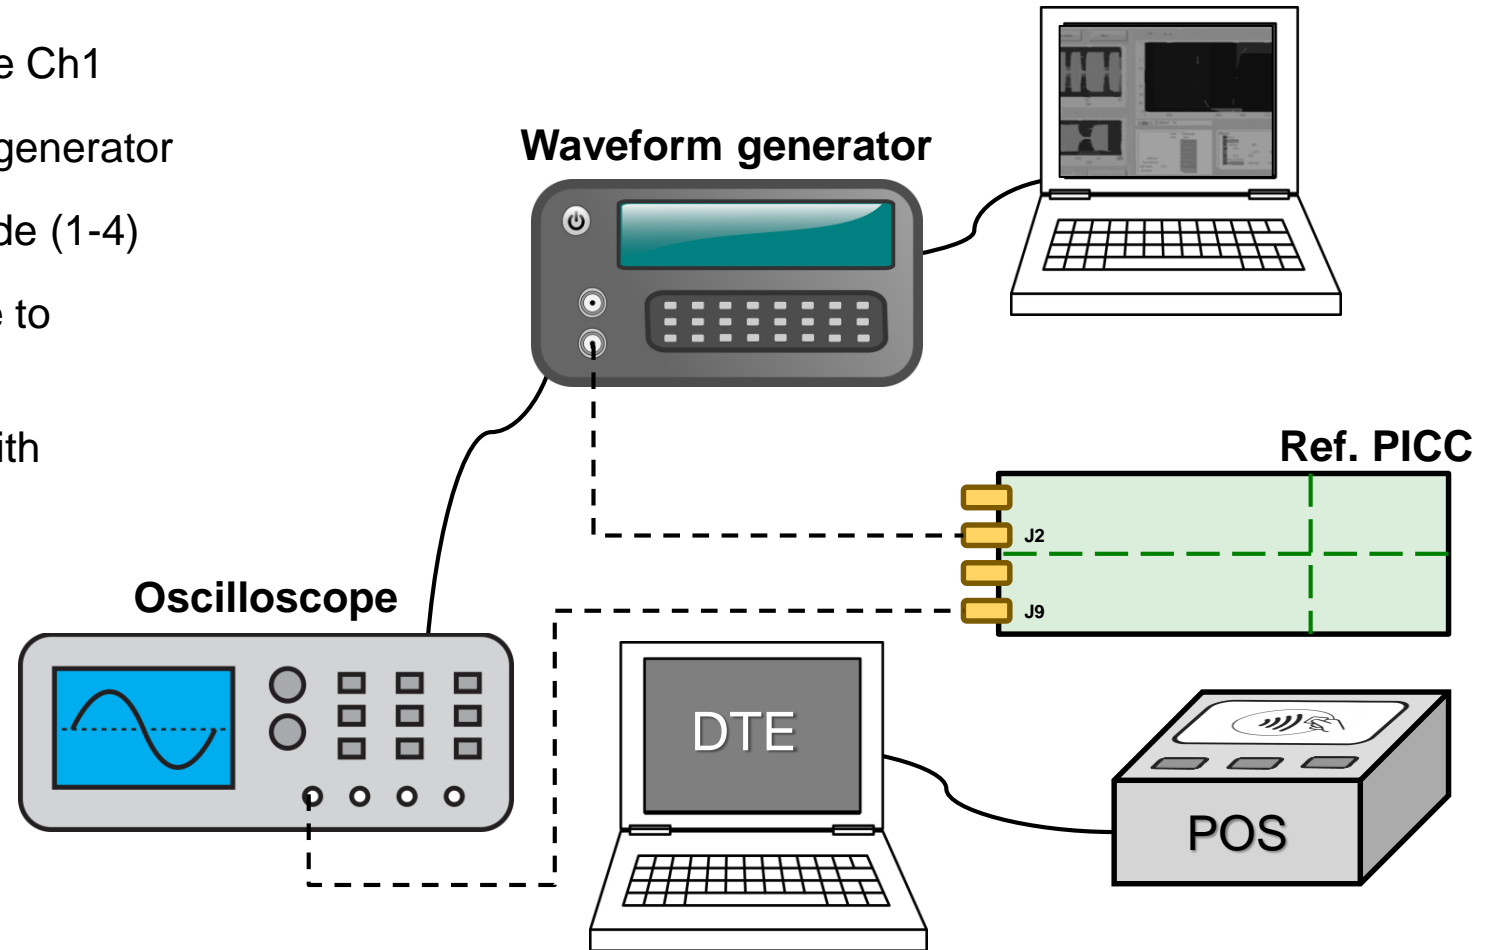 e Ch1
generator
de (1-4)
e to
ith
Waveform generator
Ref. PICC
J2
J9
Oscilloscope
DTE
POS